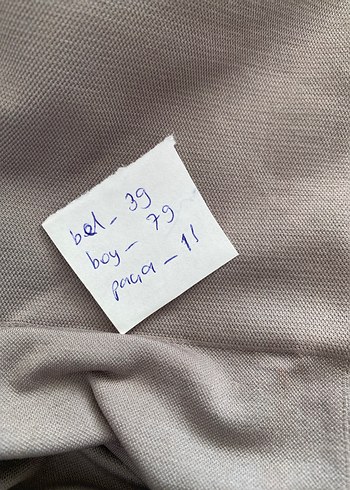 bel - 39
boy - 79
paça - 11